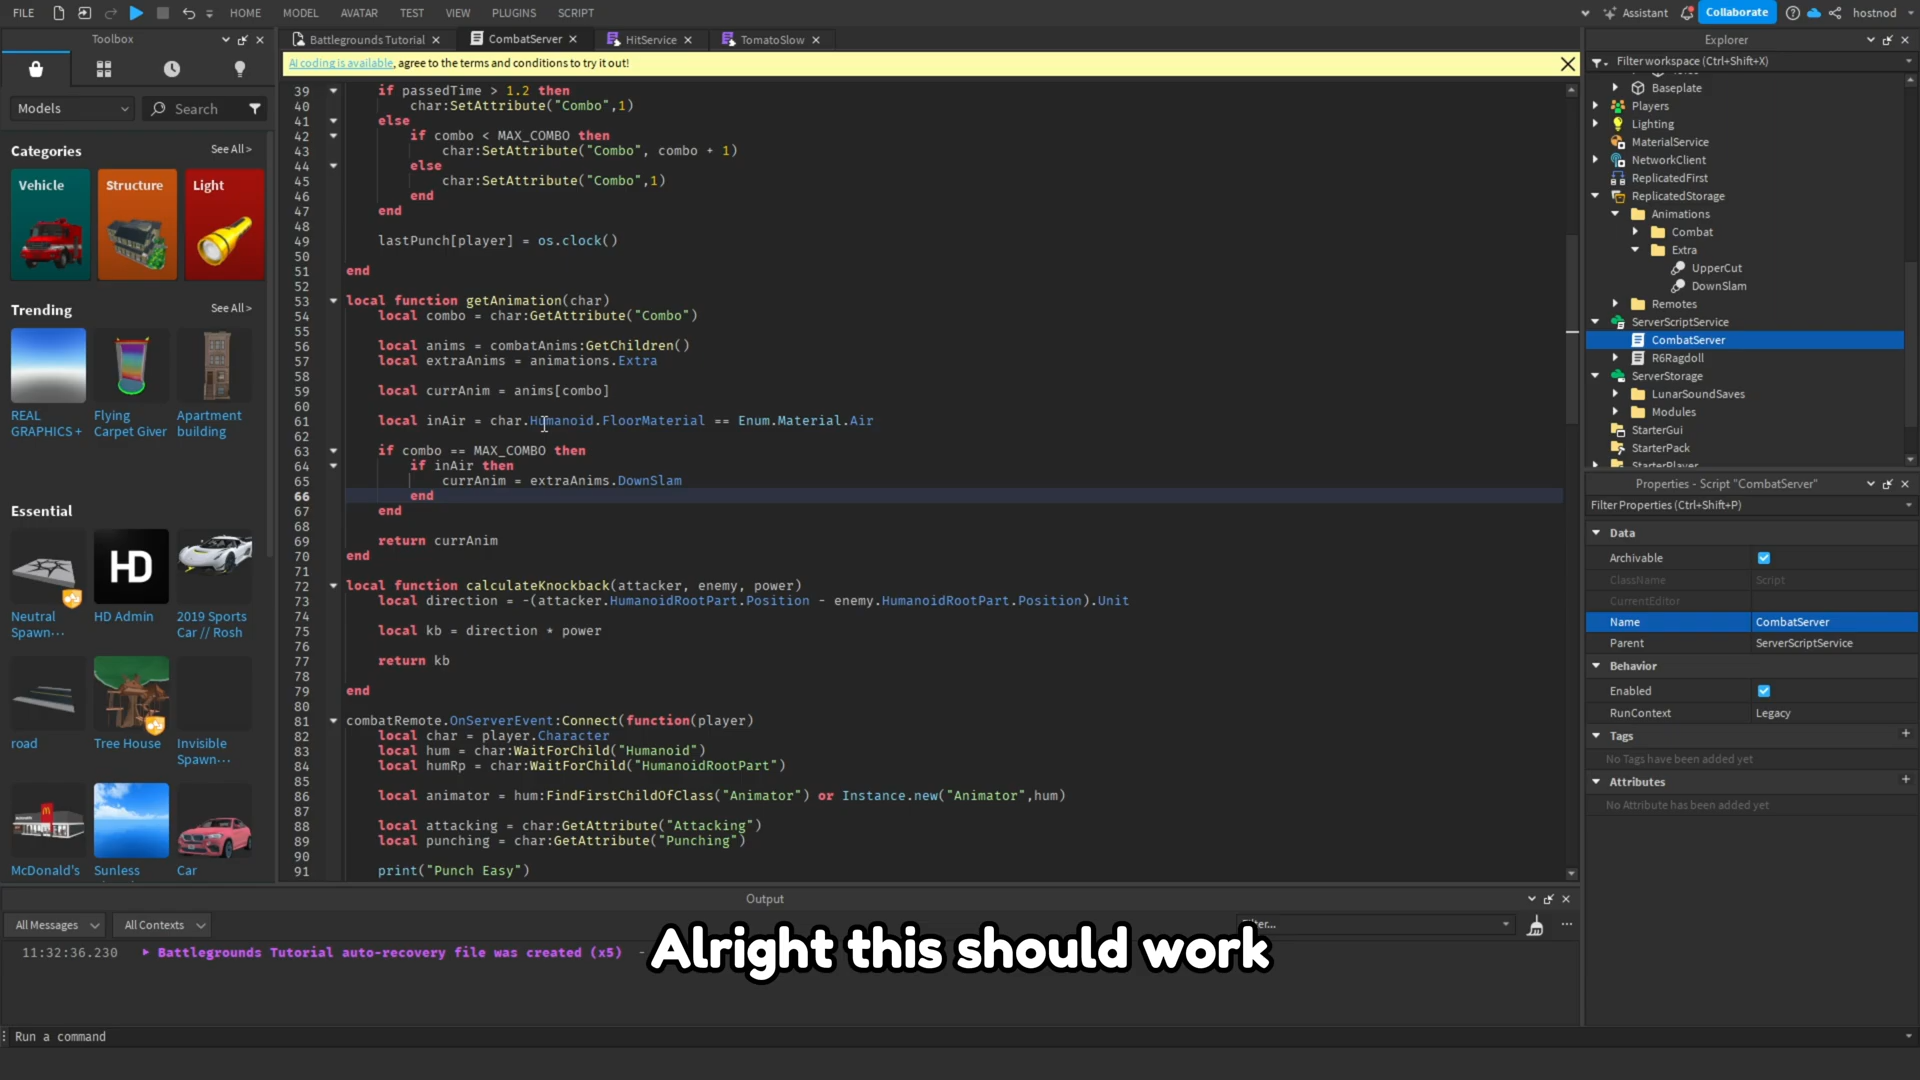 FILE HOME MODEL AVATAR TEST VIEW PLUGINS SCRIPT Assistant Collaborate hostnod
Toolbox
Models Search
Categories See All >
Vehicle Structure Light
Trending See All >
REAL GRAPHICS + Flying Carpet Giver Apartment building
Essential See All >
HD
Neutral Spawn... HD Admin 2019 Sports Car // Rosh
road Tree House Invisible Spawn...
McDonald's Sunless Car
Battlegrounds Tutorial CombatServer HitService TomatoSlow
AI coding is available, agree to the terms and conditions to try it out!
39 if passedTime > 1.2 then
40 char:SetAttribute("Combo",1)
41 else
42 if combo < MAX_COMBO then
43 char:SetAttribute("Combo", combo + 1)
44 else
45 char:SetAttribute("Combo",1)
46 end
47 end
48
49 lastPunch[player] = os.clock()
50
51 end
52
53 local function getAnimation(char)
54 local combo = char:GetAttribute("Combo")
55
56 local anims = combatAnims:GetChildren()
57 local extraAnims = animations.Extra
58
59 local currAnim = anims[combo]
60
61 local inAir = char.Humanoid.FloorMaterial == Enum.Material.Air
62
63 if combo == MAX_COMBO then
64 if inAir then
65 currAnim = extraAnims.DownSlam
66 end
67 end
68
69 return currAnim
70 end
71
72 local function calculateKnockback(attacker, enemy, power)
73 local direction = -(attacker.HumanoidRootPart.Position - enemy.HumanoidRootPart.Position).Unit
74
75 local kb = direction * power
76
77 return kb
78
79 end
80
81 combatRemote.OnServerEvent:Connect(function(player)
82 local char = player.Character
83 local hum = char:WaitForChild("Humanoid")
84 local humRp = char:WaitForChild("HumanoidRootPart")
85
86 local animator = hum:FindFirstChildOfClass("Animator") or Instance.new("Animator",hum)
87
88 local attacking = char:GetAttribute("Attacking")
89 local punching = char:GetAttribute("Punching")
90
91 print("Punch Easy")
Output
All Messages All Contexts
11:32:36.230 Battlegrounds Tutorial auto-recovery file was created (x5) -
Alright this should work
Run a command
Explorer
Filter workspace (Ctrl+Shift+X)
Baseplate
Players
Lighting
MaterialService
NetworkClient
ReplicatedFirst
ReplicatedStorage
Animations
Combat
Extra
UpperCut
DownSlam
Remotes
ServerScriptService
CombatServer
R6Ragdoll
ServerStorage
LunarSoundSaves
Modules
StarterGui
StarterPack
StarterPlayer
Properties - Script "CombatServer"
Filter Properties (Ctrl+Shift+P)
Data
Archivable
ClassName Script
CurrentEditor
Name CombatServer
Parent ServerScriptService
Behavior
Enabled
RunContext Legacy
Tags
No Tags have been added yet
Attributes
No Attribute has been added yet